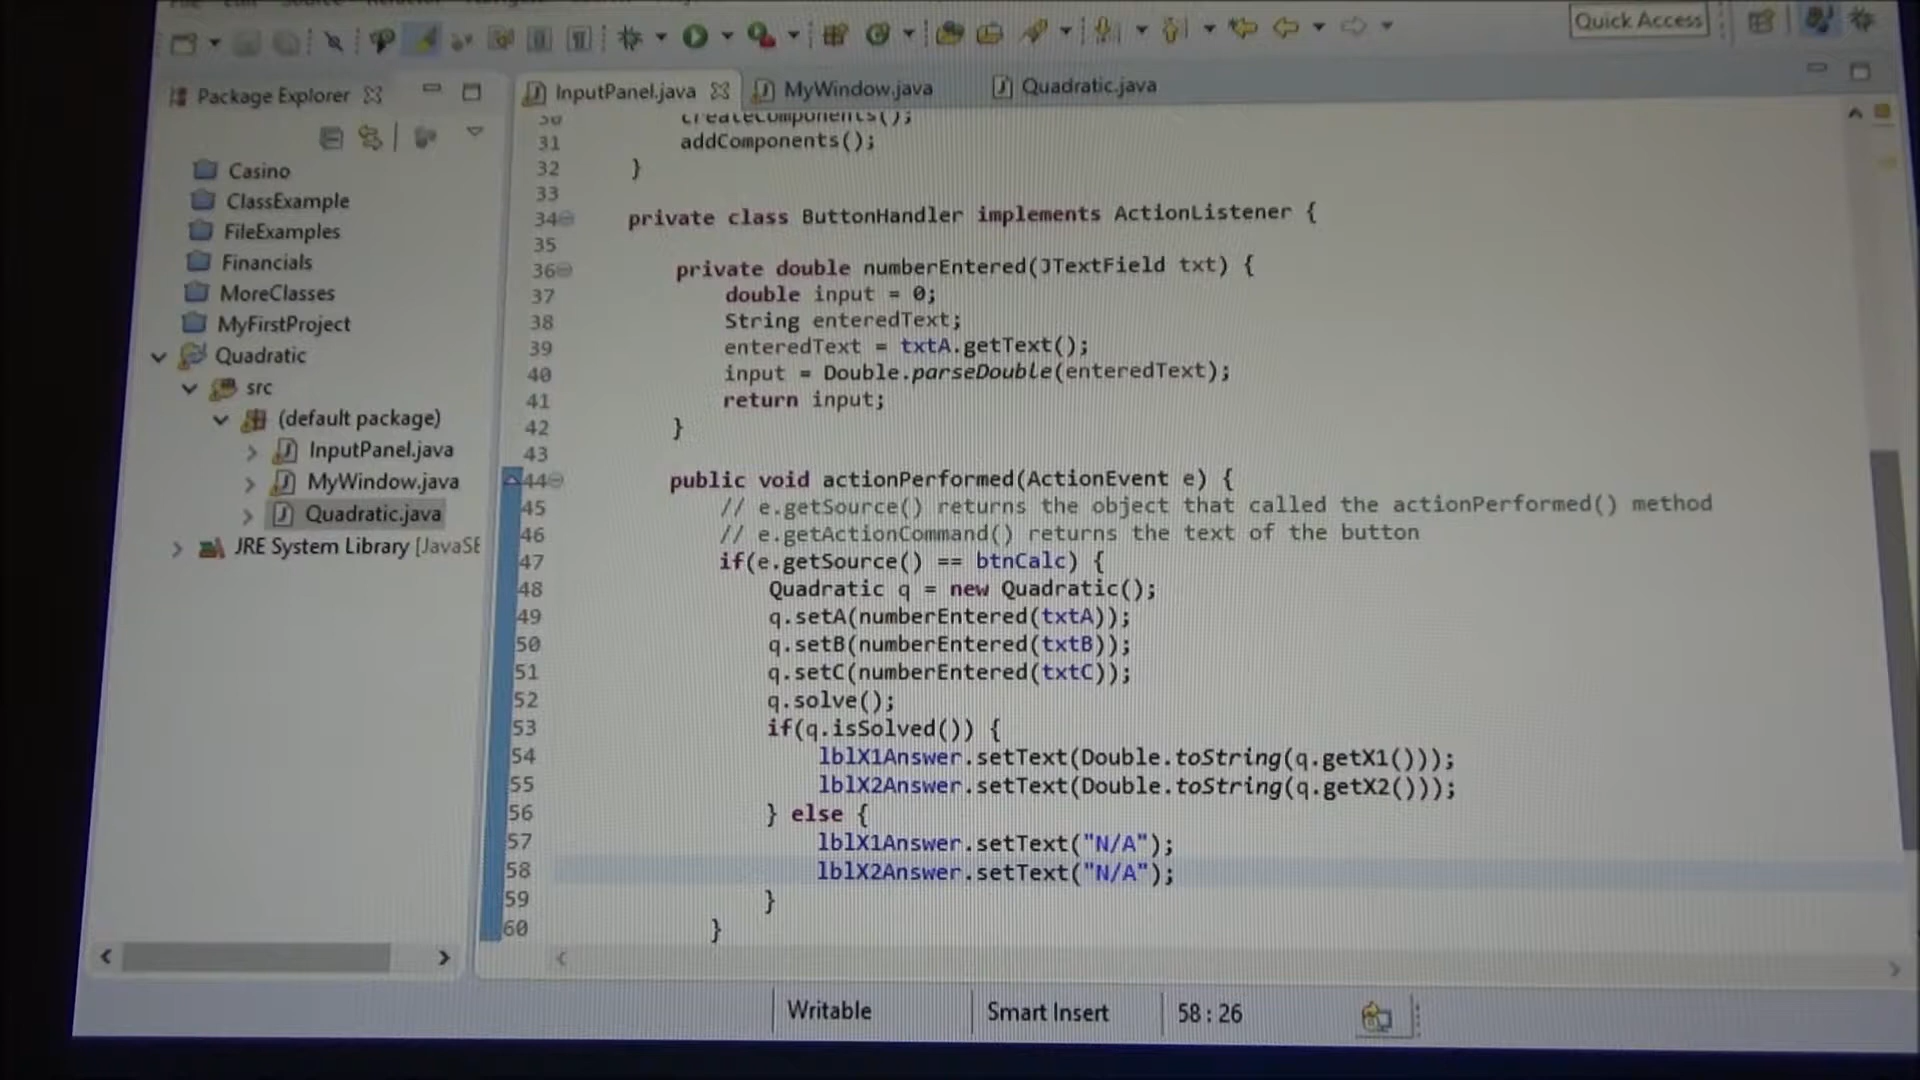 Quick Access
Package Explorer
InputPanel.java
MyWindow.java
Quadratic.java
Casino
ClassExample
FileExamples
Financials
MoreClasses
MyFirstProject
Quadratic
src
(default package)
InputPanel.java
MyWindow.java
Quadratic.java
JRE System Library [JavaSE
30 createComponents();
31 addComponents();
32 }
33
34 private class ButtonHandler implements ActionListener {
35
36 private double numberEntered(JTextField txt) {
37 double input = 0;
38 String enteredText;
39 enteredText = txtA.getText();
40 input = Double.parseDouble(enteredText);
41 return input;
42 }
43
44 public void actionPerformed(ActionEvent e) {
45 // e.getSource() returns the object that called the actionPerformed() method
46 // e.getActionCommand() returns the text of the button
47 if(e.getSource() == btnCalc) {
48 Quadratic q = new Quadratic();
49 q.setA(numberEntered(txtA));
50 q.setB(numberEntered(txtB));
51 q.setC(numberEntered(txtC));
52 q.solve();
53 if(q.isSolved()) {
54 lblX1Answer.setText(Double.toString(q.getX1()));
55 lblX2Answer.setText(Double.toString(q.getX2()));
56 } else {
57 lblX1Answer.setText("N/A");
58 lblX2Answer.setText("N/A");
59 }
60 }
Writable
Smart Insert
58 : 26